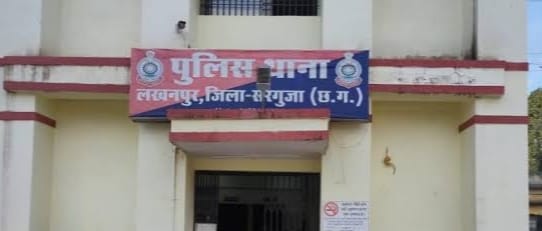 पुलिस थाना
लखनपुर, जिला-सरगुजा (छ.ग.)